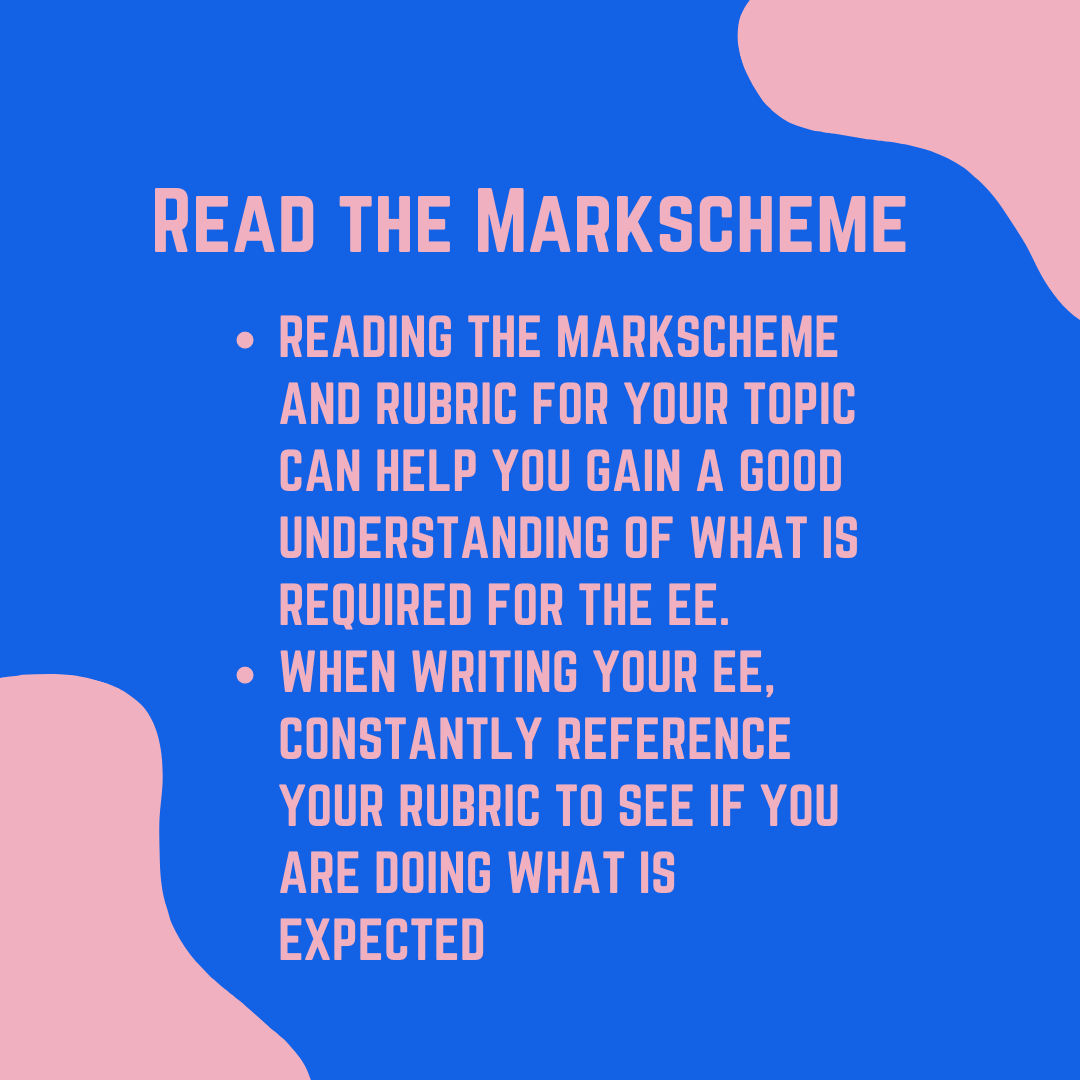 Read the Markscheme
• READING THE MARKSCHEME
AND RUBRIC FOR YOUR TOPIC
CAN HELP YOU GAIN A GOOD
UNDERSTANDING OF WHAT IS
REQUIRED FOR THE EE.
• WHEN WRITING YOUR EE,
CONSTANTLY REFERENCE
YOUR RUBRIC TO SEE IF YOU
ARE DOING WHAT IS
EXPECTED